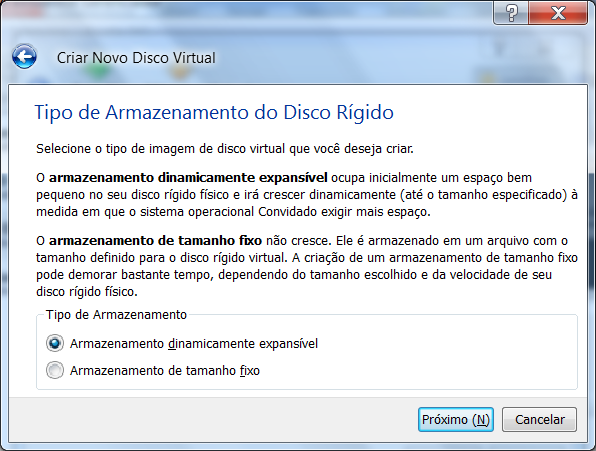 Criar Novo Disco Virtual
Tipo de Armazenamento do Disco Rígido
Selecione o tipo de imagem de disco virtual que você deseja criar.
O armazenamento dinamicamente expansível ocupa inicialmente um espaço bem
pequeno no seu disco rígido físico e irá crescer dinamicamente (até o tamanho especificado) à
medida em que o sistema operacional Convidado exigir mais espaço.
O armazenamento de tamanho fixo não cresce. Ele é armazenado em um arquivo com o
tamanho definido para o disco rígido virtual. A criação de um armazenamento de tamanho fixo
pode demorar bastante tempo, dependendo do tamanho escolhido e da velocidade de seu
disco rígido físico.
Tipo de Armazenamento
Armazenamento dinamicamente expansível
Armazenamento de tamanho fixo
Próximo (N) Cancelar